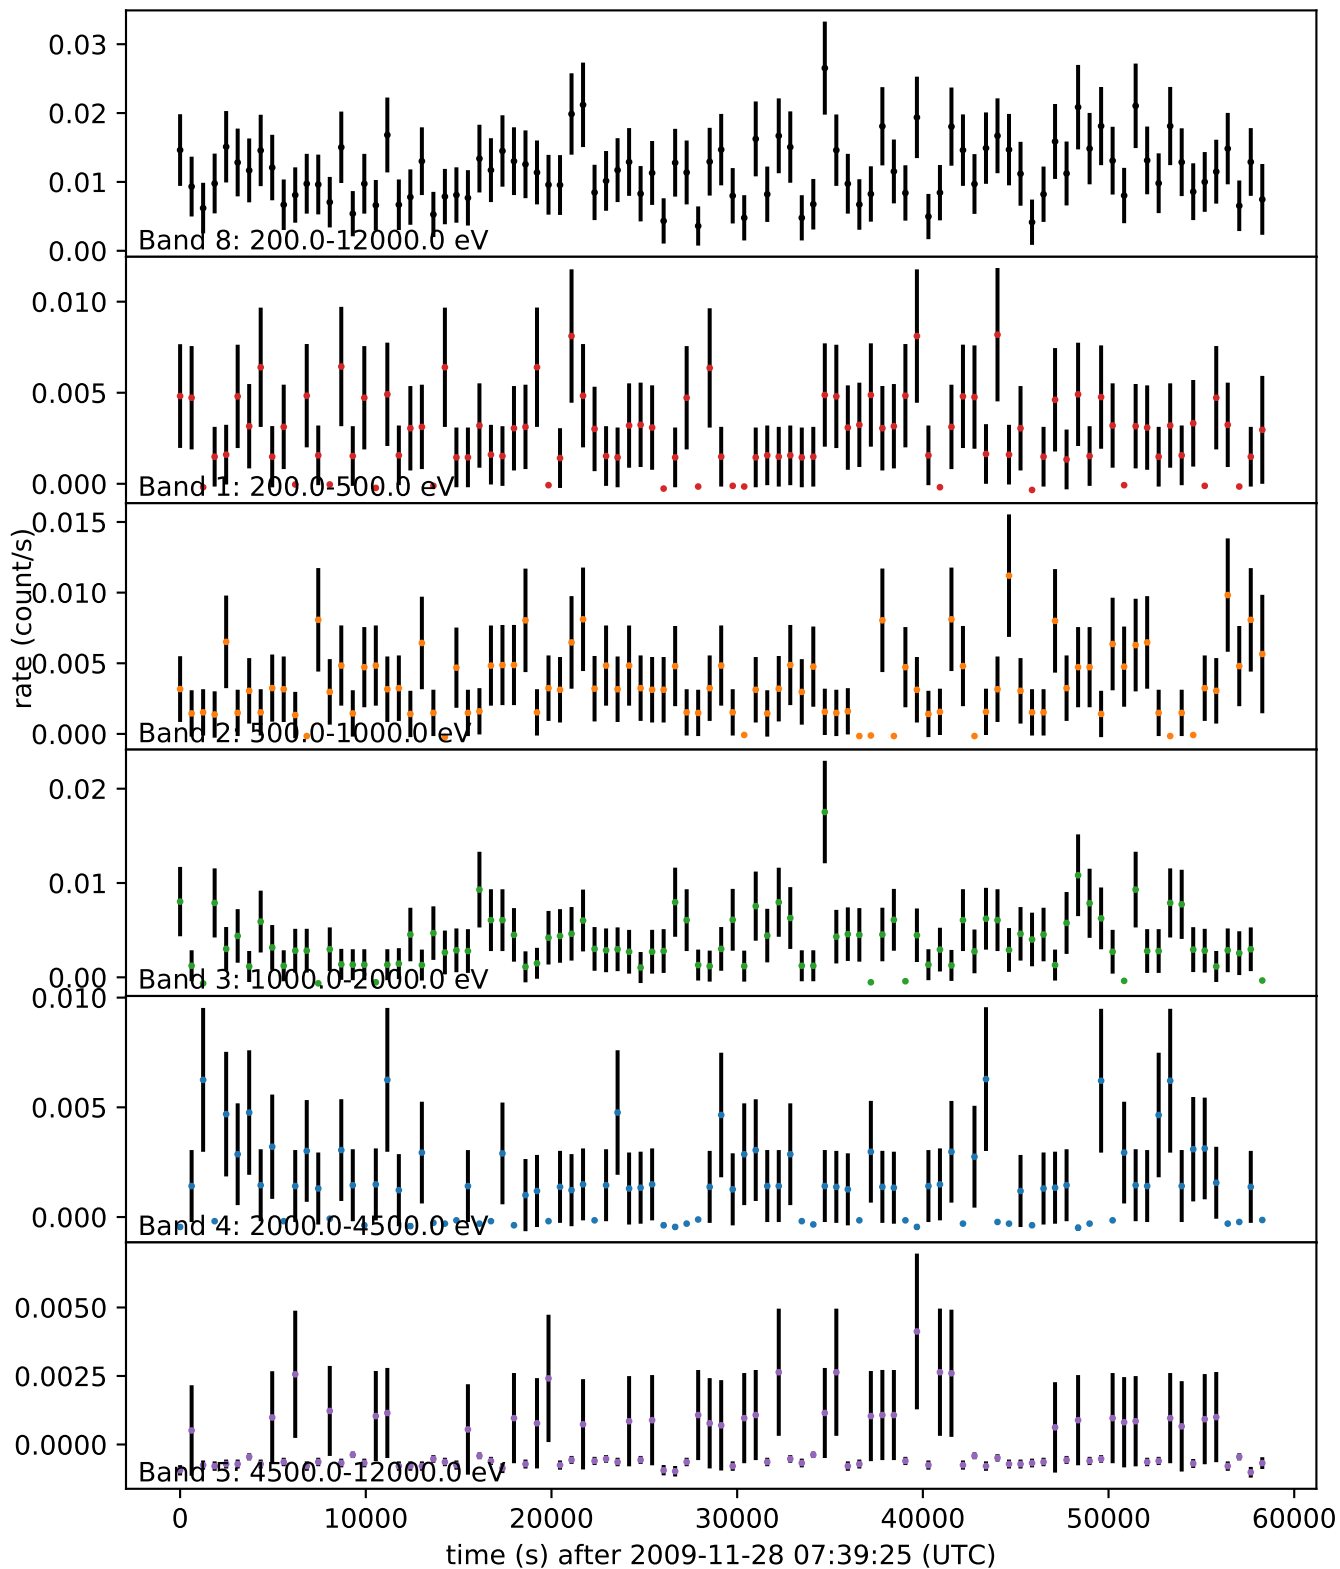 0.03
0.02
0.01
0.00
Band 8: 200.0-12000.0 eV
0.010
0.005
0.000
Band 1: 200.0-500.0 eV
rate (count/s)
0.015
0.010
0.005
0.000
Band 2: 500.0-1000.0 eV
0.02
0.01
0.00
Band 3: 1000.0-2000.0 eV
0.010
0.005
0.000
Band 4: 2000.0-4500.0 eV
0.0050
0.0025
0.0000
Band 5: 4500.0-12000.0 eV
0 10000 20000 30000 40000 50000 60000
time (s) after 2009-11-28 07:39:25 (UTC)